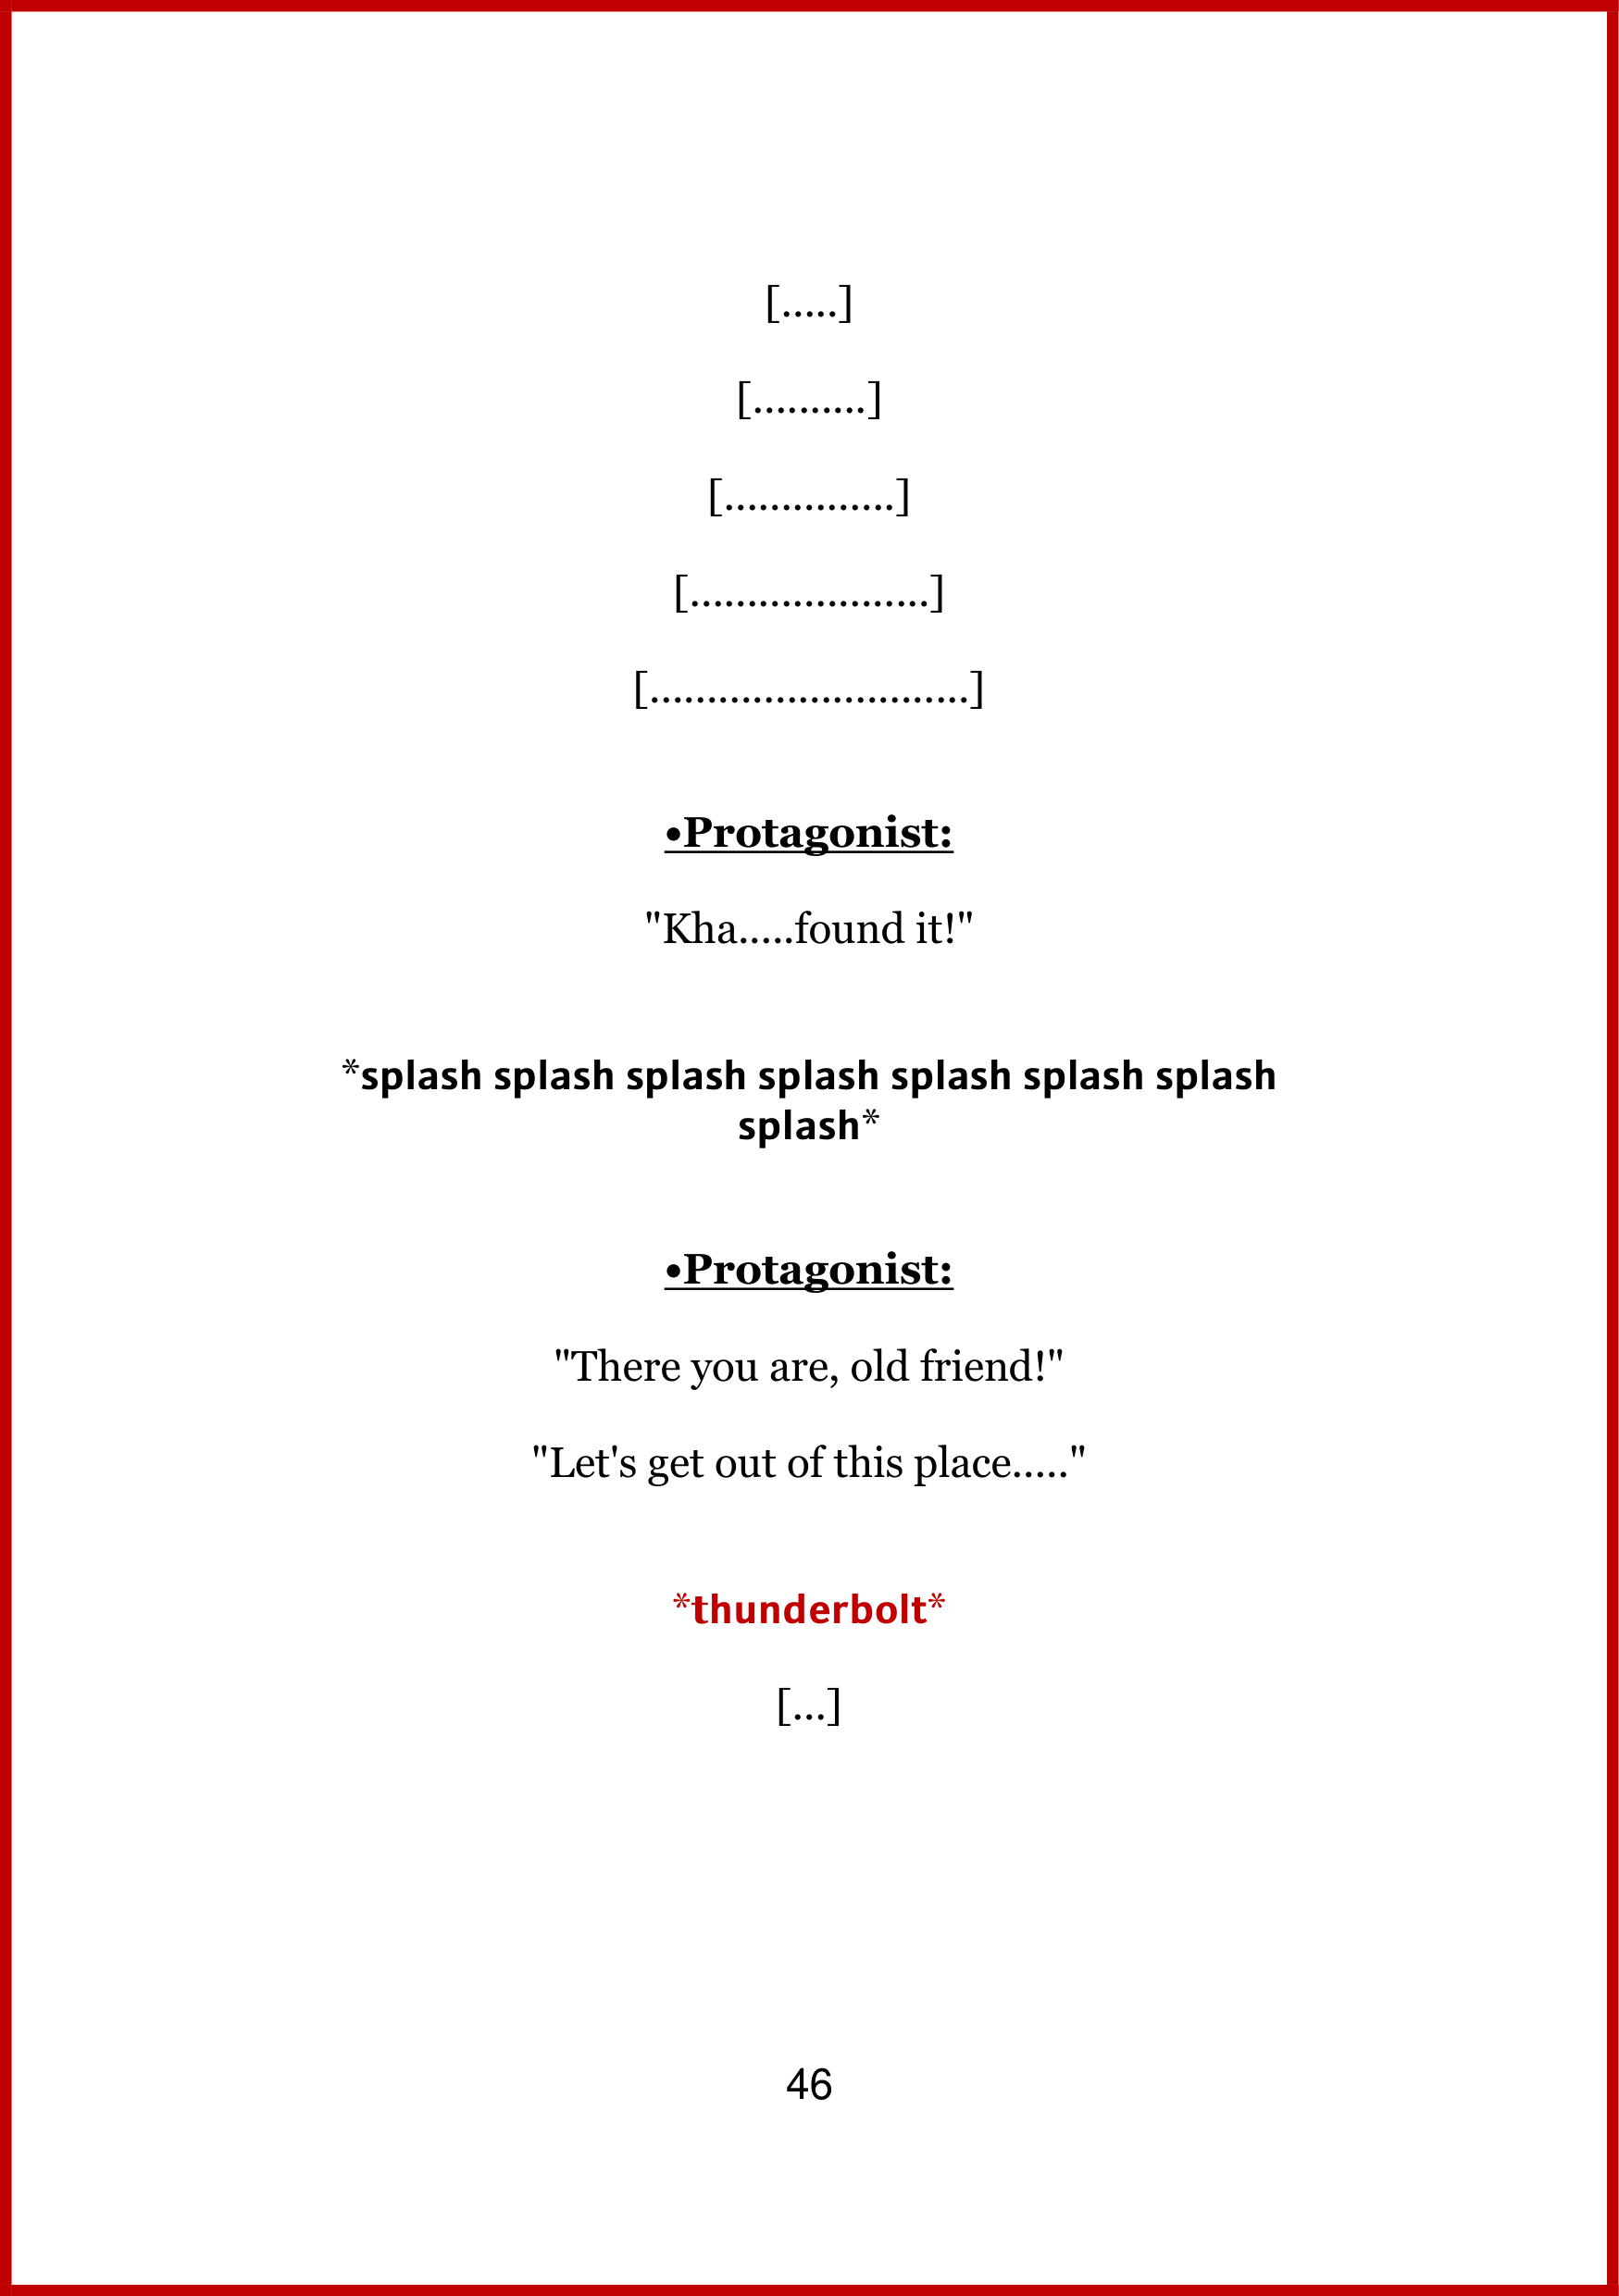 [.....]
[..........]
[...............]
[.....................]
[............................]
•Protagonist:
"Kha.....found it!"
*splash splash splash splash splash splash splash
splash*
•Protagonist:
"There you are, old friend!"
"Let's get out of this place....."
*thunderbolt*
[...]
46